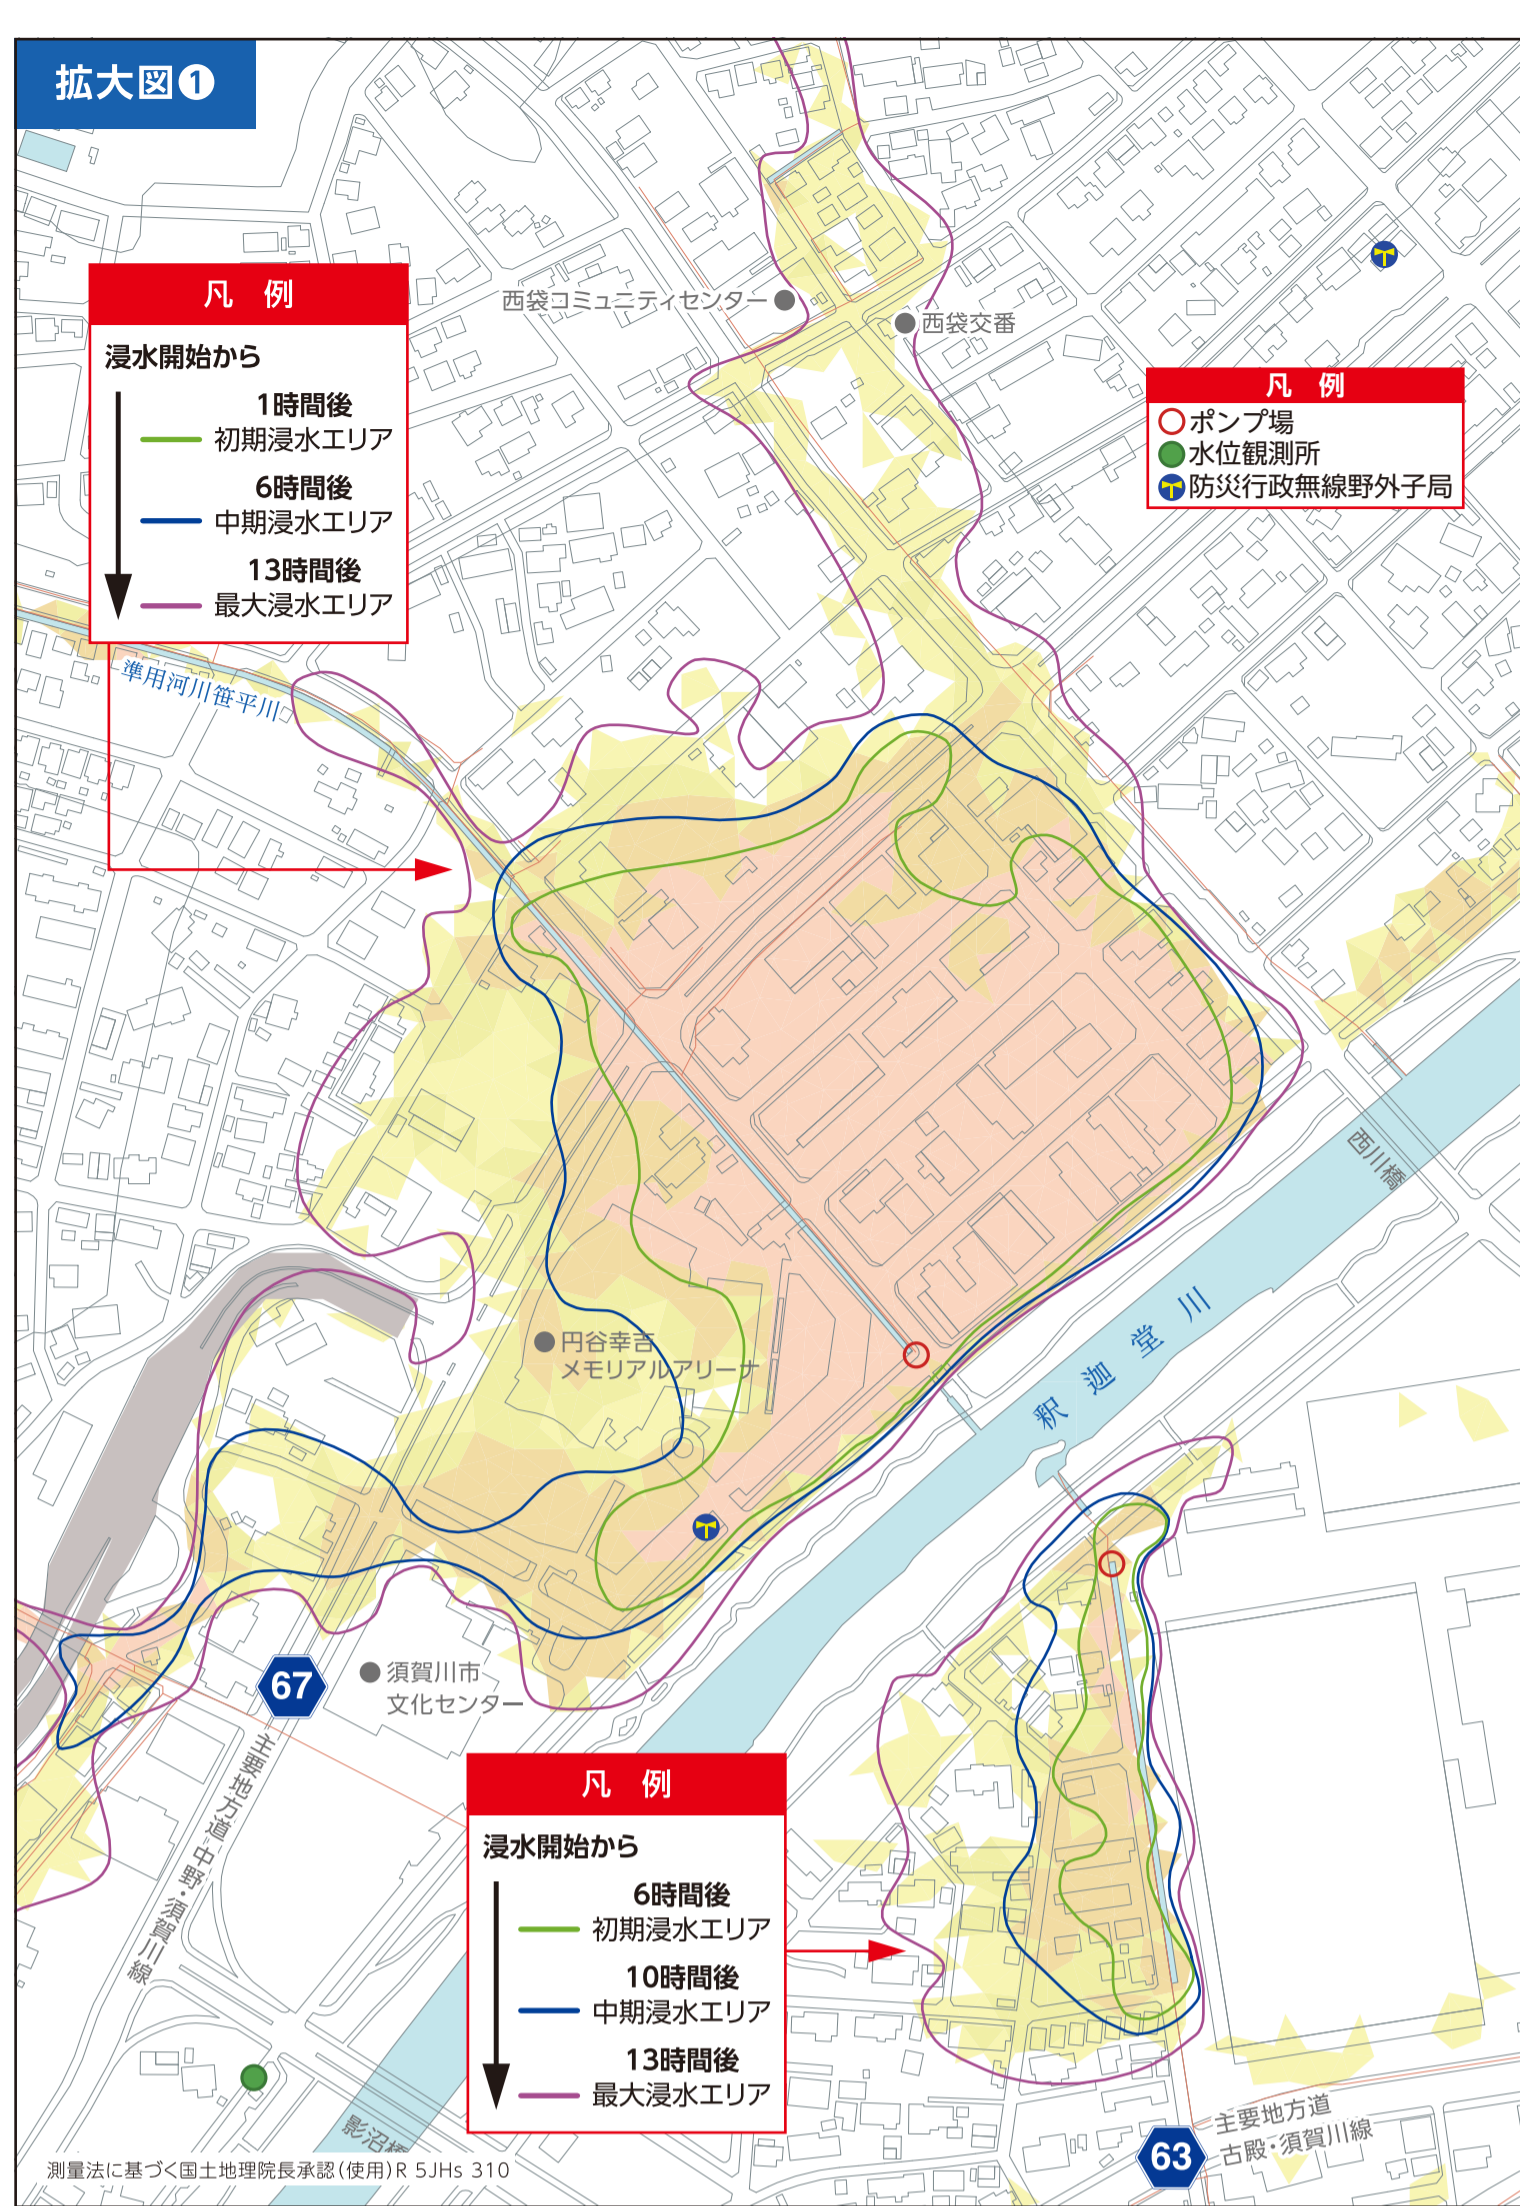 拡大図❶
西袋コミュニティセンター
西袋交番
凡 例
浸水開始から
1時間後
初期浸水エリア
6時間後
中期浸水エリア
13時間後
最大浸水エリア
凡 例
ポンプ場
水位観測所
防災行政無線野外子局
準用河川笹平川
西川橋
釈迦堂川
円谷幸吉
メモリアルアリーナ
67
須賀川市
文化センター
主要地方道 中野・須賀川線
凡 例
浸水開始から
6時間後
初期浸水エリア
10時間後
中期浸水エリア
13時間後
最大浸水エリア
影沼橋
63
主要地方道
古殿・須賀川線
測量法に基づく国土地理院長承認(使用)R 5JHs 310